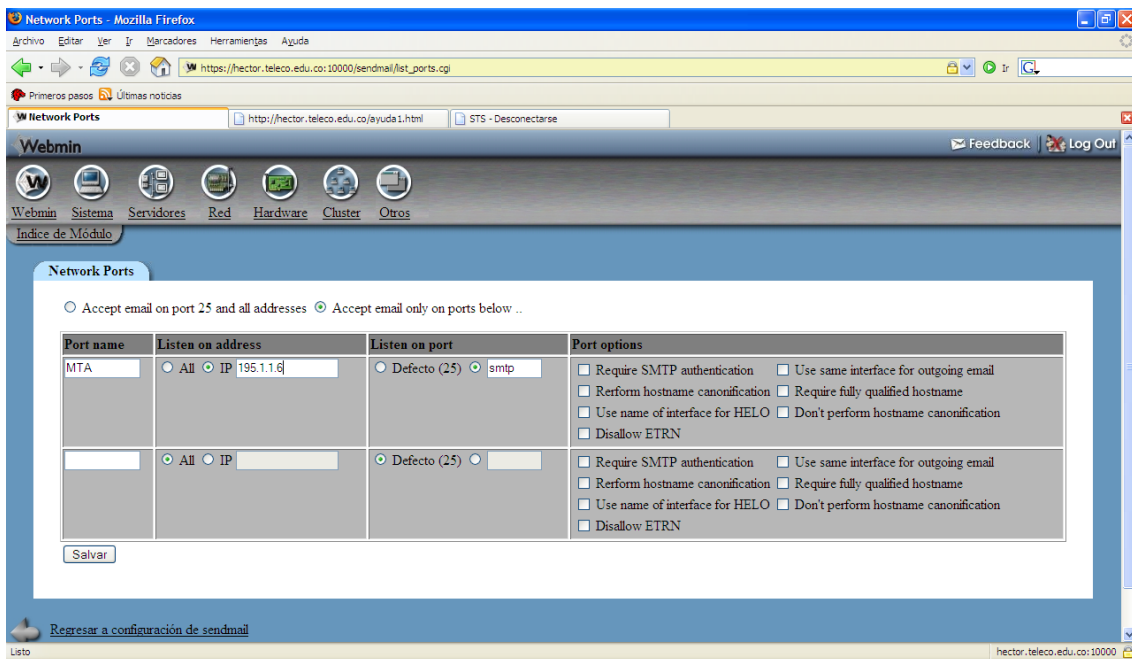 Network Ports - Mozilla Firefox
Archivo Editar Ver Ir Marcadores Herramientas Ayuda
https://hector.teleco.edu.co:10000/sendmail/list_ports.cgi Ir G
Primeros pasos Últimas noticias
Network Ports http://hector.teleco.edu.co/ayuda1.html STS - Desconectarse
Webmin Feedback Log Out
Webmin Sistema Servidores Red Hardware Cluster Otros
Indice de Módulo
Network Ports
Accept email on port 25 and all addresses Accept email only on ports below ..
Port name Listen on address Listen on port Port options
MTA All IP 195.1.1.6 Defecto (25) smtp Require SMTP authentication Use same interface for outgoing email
Rerform hostname canonification Require fully qualified hostname
Use name of interface for HELO Don't perform hostname canonification
Disallow ETRN
All IP Defecto (25) Require SMTP authentication Use same interface for outgoing email
Rerform hostname canonification Require fully qualified hostname
Use name of interface for HELO Don't perform hostname canonification
Disallow ETRN
Salvar
Regresar a configuración de sendmail
Listo hector.teleco.edu.co:10000